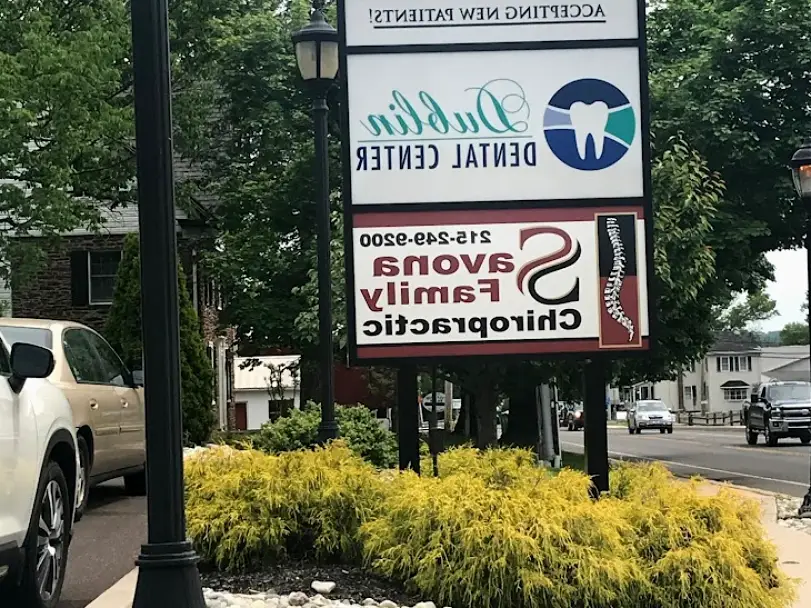 ACCEPTING NEW PATIENTS!
Dublin
DENTAL CENTER
215-249-9200
Savona
Family
Chiropractic